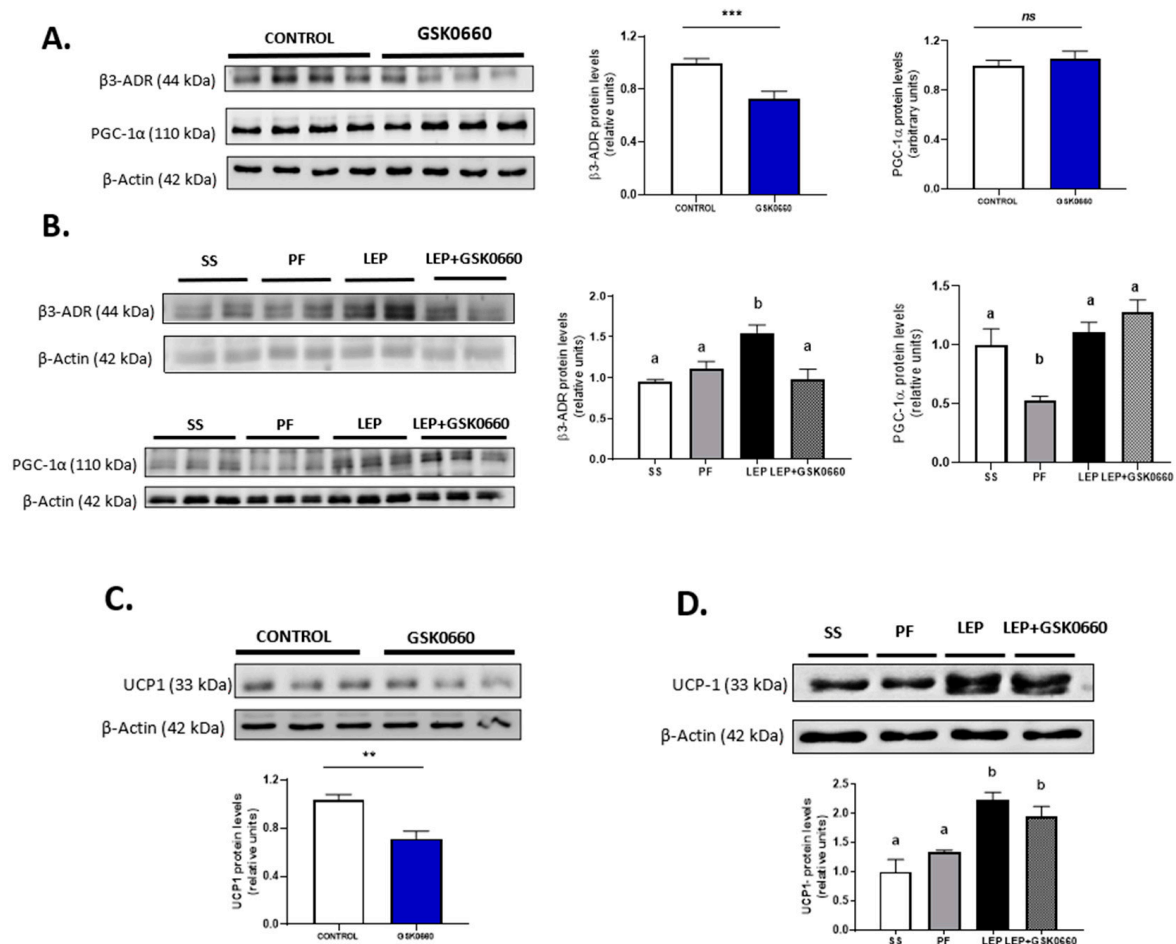 A.
CONTROL GSK0660
β3-ADR (44 kDa)
PGC-1α (110 kDa)
β-Actin (42 kDa)
***
β3-ADR protein levels
(relative units)
1.2
0.8
0.4
0.0
CONTROL GSK0660
ns
PGC-1α protein levels
(arbitrary units)
1.5
1.0
0.5
0.0
CONTROL GSK0660
B.
SS PF LEP LEP+GSK0660
β3-ADR (44 kDa)
β-Actin (42 kDa)
SS PF LEP LEP+GSK0660
PGC-1α (110 kDa)
β-Actin (42 kDa)
β3-ADR protein levels
(relative units)
2.0
1.5
1.0
0.5
0.0
a a b a
SS PF LEP LEP+GSK0660
PGC-1α protein levels
(relative units)
1.5
1.0
0.5
0.0
a b a a
SS PF LEP LEP+GSK0660
C.
CONTROL GSK0660
UCP1 (33 kDa)
β-Actin (42 kDa)
**
UCP1 protein levels
(relative units)
1.2
0.8
0.4
0.0
CONTROL GSK0660
D.
SS PF LEP LEP+GSK0660
UCP-1 (33 kDa)
β-Actin (42 kDa)
UCP1- protein levels
(relative units)
2.5
2.0
1.5
1.0
0.5
0.0
a a b b
SS PF LEP LEP+GSK0660